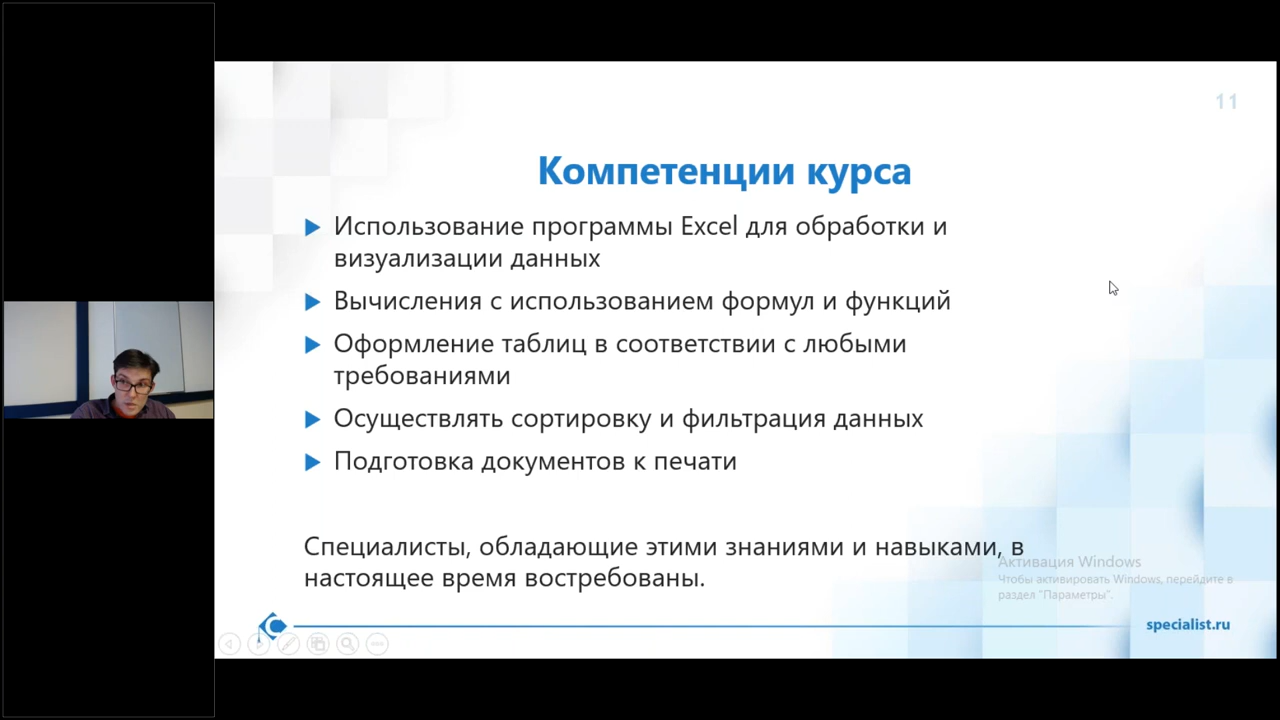 11
Компетенции курса
Использование программы Excel для обработки и
визуализации данных
Вычисления с использованием формул и функций
Оформление таблиц в соответствии с любыми
требованиями
Осуществлять сортировку и фильтрация данных
Подготовка документов к печати
Специалисты, обладающие этими знаниями и навыками, в
настоящее время востребованы.
Активация Windows
Чтобы активировать Windows, перейдите в
раздел "Параметры".
specialist.ru